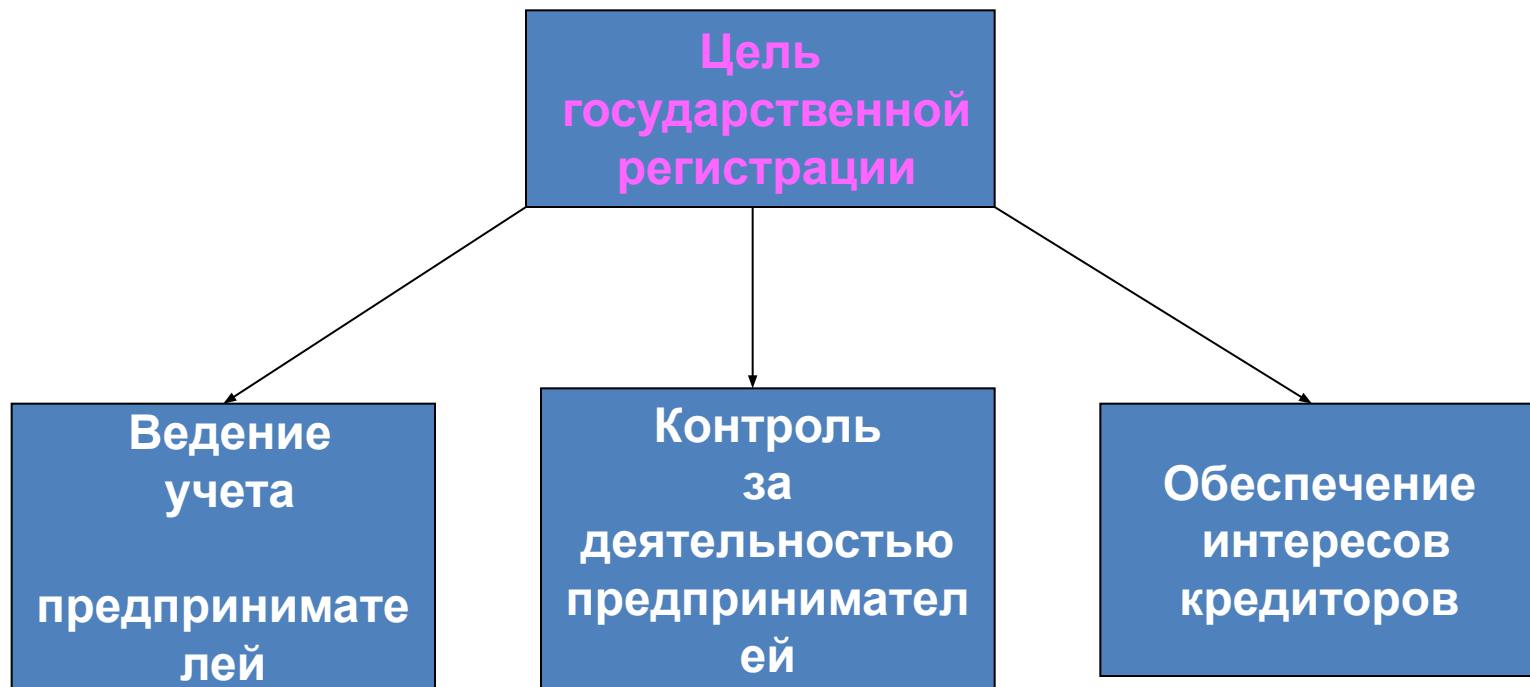 Цель
государственной
регистрации
Ведение
учета
предпринимате
лей
Контроль
за
деятельностью
предпринимател
ей
Обеспечение
интересов
кредиторов